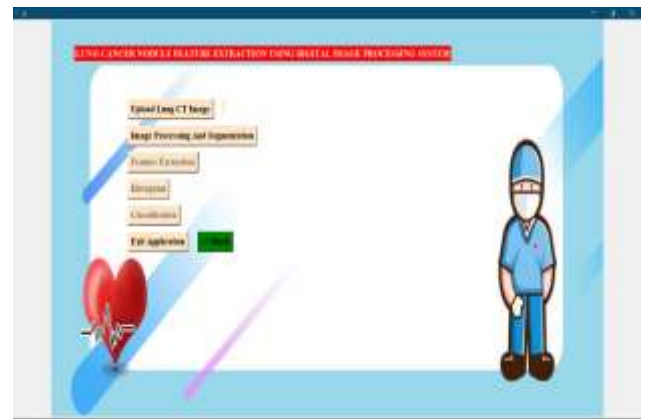 LUNG CANCER NODULE FEATURE EXTRACTION USING DIGITAL IMAGE PROCESSING SYSTEM
Upload Lung CT Image
Image Processing And Segmentation
Feature Extraction
Classification
Exit Application